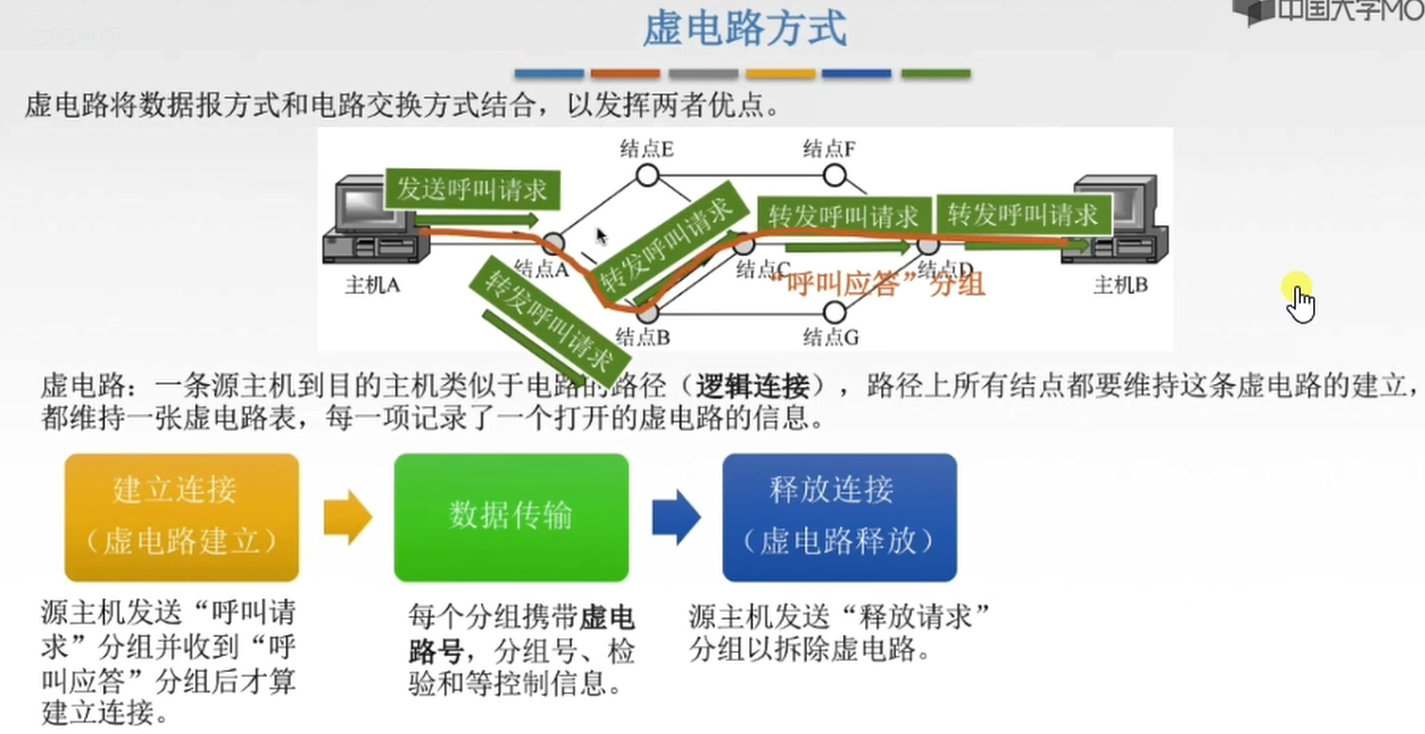 中国大学MO
虚电路方式
虚电路将数据报方式和电路交换方式结合，以发挥两者优点。
结点E
结点F
发送呼叫请求
转发呼叫请求
转发呼叫请求
转发呼叫请求
结点A
结点C
结点D
主机A
“呼叫应答”分组
主机B
转发呼叫请求
结点B
结点G
虚电路：一条源主机到目的主机类似于电路的路径（逻辑连接），路径上所有结点都要维持这条虚电路的建立，
都维持一张虚电路表，每一项记录了一个打开的虚电路的信息。
建立连接
（虚电路建立）
数据传输
释放连接
（虚电路释放）
源主机发送“呼叫请
求”分组并收到“呼
叫应答”分组后才算
建立连接。
每个分组携带虚电
路号，分组号、检
验和等控制信息。
源主机发送“释放请求”
分组以拆除虚电路。